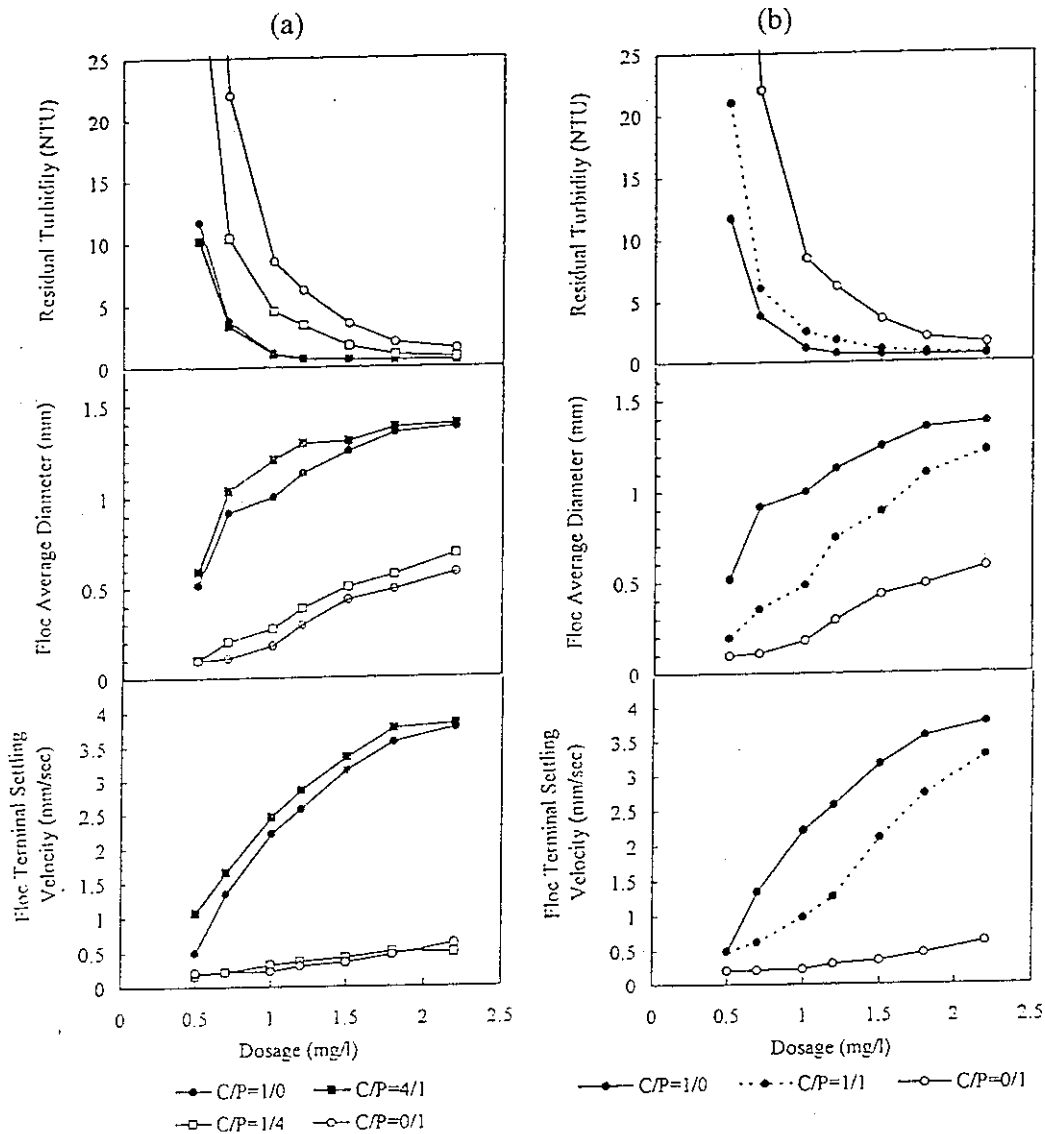 (a)
25
20
15
10
5
0
Residual Turbidity (NTU)
1.5
1
0.5
0
Floc Average Diameter (mm)
4
3.5
3
2.5
2
1.5
1
0.5
0
Floc Terminal Settling
Velocity (mm/sec)
0 0.5 1 1.5 2 2.5
Dosage (mg/l)
C/P=1/0 C/P=4/1
C/P=1/4 C/P=0/1
(b)
25
20
15
10
5
0
Residual Turbidity (NTU)
1.5
1
0.5
0
Floc Average Diameter (mm)
4
3.5
3
2.5
2
1.5
1
0.5
0
Floc Terminal Settling
Velocity (mm/sec)
0 0.5 1 1.5 2 2.5
Dosage (mg/l)
C/P=1/0 C/P=1/1 C/P=0/1